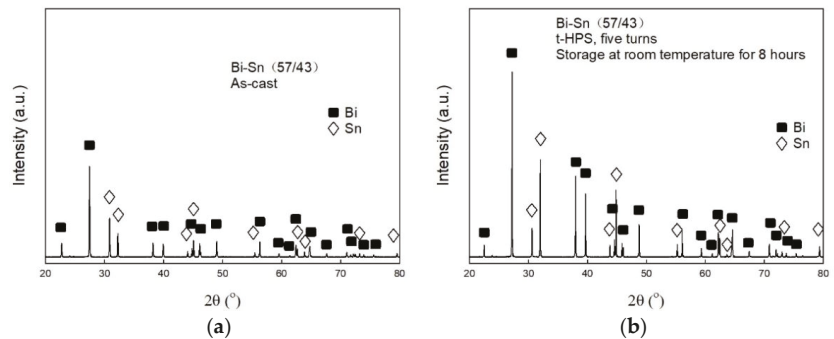 Bi-Sn（57/43）
As-cast
■ Bi
◇ Sn
Intensity (a.u.)
20 30 40 50 60 70 80
2θ (°)
(a)
Bi-Sn（57/43）
t-HPS, five turns
Storage at room temperature for 8 hours
■ Bi
◇ Sn
Intensity (a.u.)
20 30 40 50 60 70 80
2θ (°)
(b)